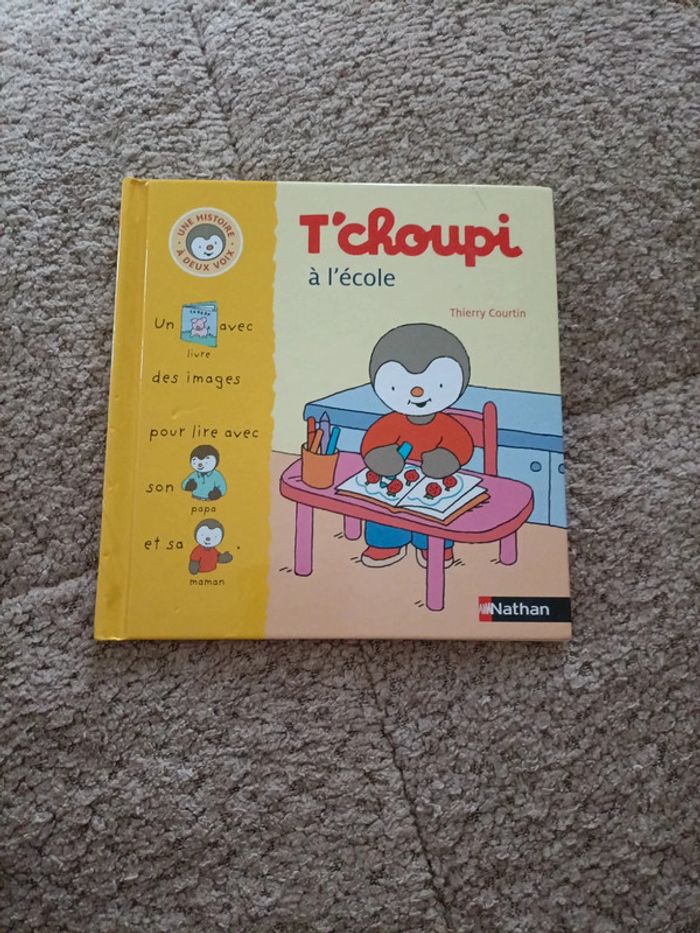 UNE HISTOIRE
À DEUX VOIX
Un avec
livre
des images
pour lire avec
son
papa
et sa .
maman
T'choupi
à l'école
Thierry Courtin
Nathan